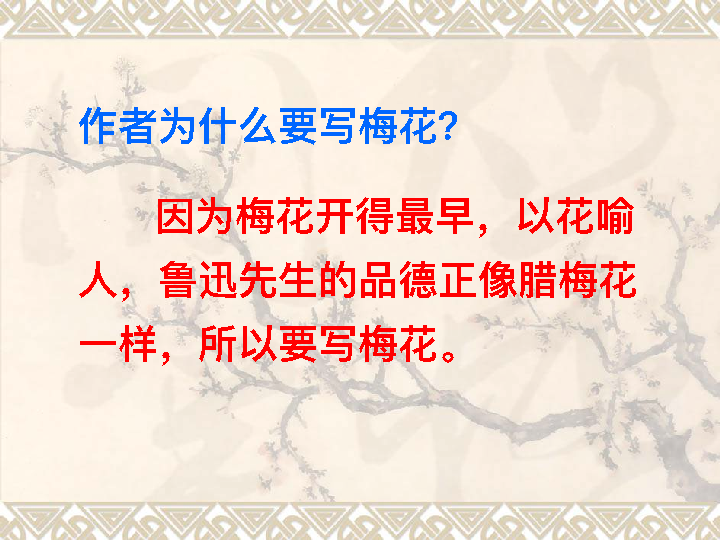 作者为什么要写梅花?
因为梅花开得最早，以花喻
人，鲁迅先生的品德正像腊梅花
一样，所以要写梅花。